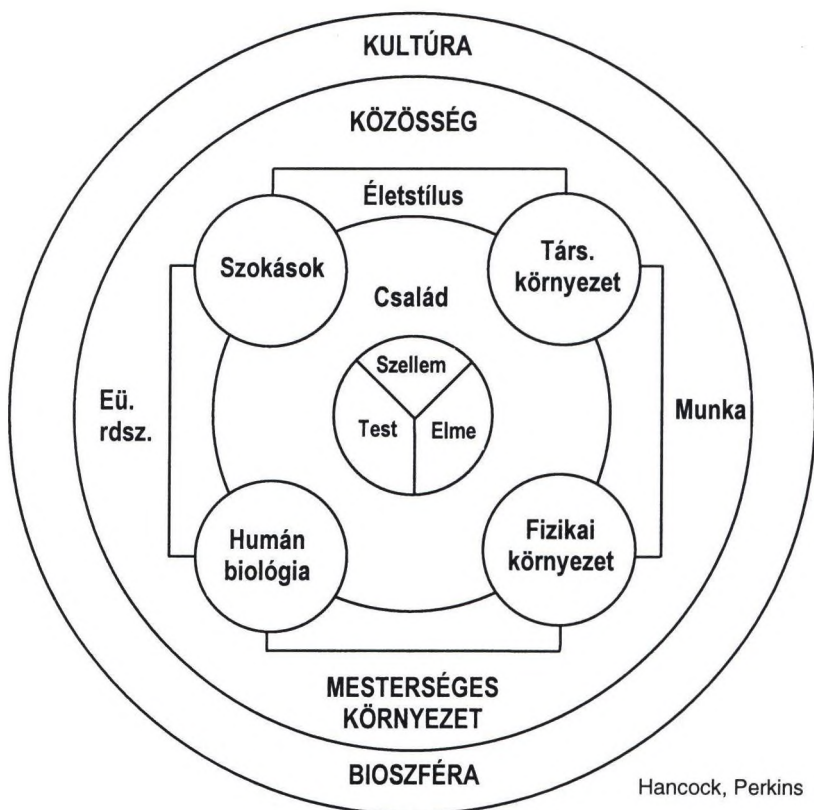 KULTÚRA
KÖZÖSSÉG
Életstílus
Szokások
Társ.
környezet
Család
Szellem
Test
Elme
Eü.
rdsz.
Munka
Humán
biológia
Fizikai
környezet
MESTERSÉGES
KÖRNYEZET
BIOSZFÉRA
Hancock, Perkins